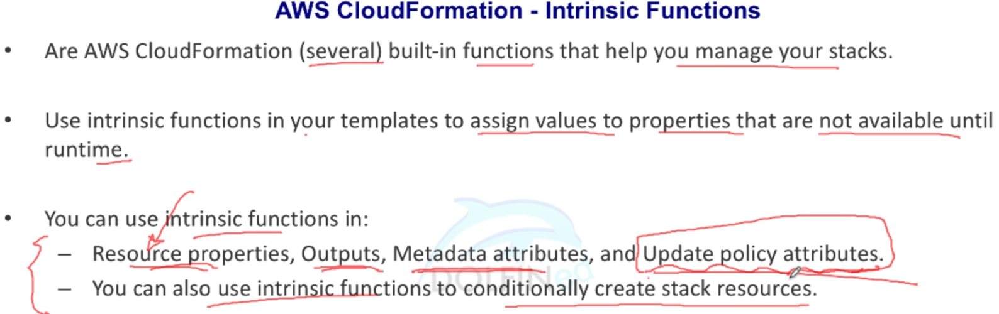 AWS CloudFormation - Intrinsic Functions
• Are AWS CloudFormation (several) built-in functions that help you manage your stacks.
• Use intrinsic functions in your templates to assign values to properties that are not available until
runtime.
• You can use intrinsic functions in:
– Resource properties, Outputs, Metadata attributes, and Update policy attributes.
DOLFINed
– You can also use intrinsic functions to conditionally create stack resources.